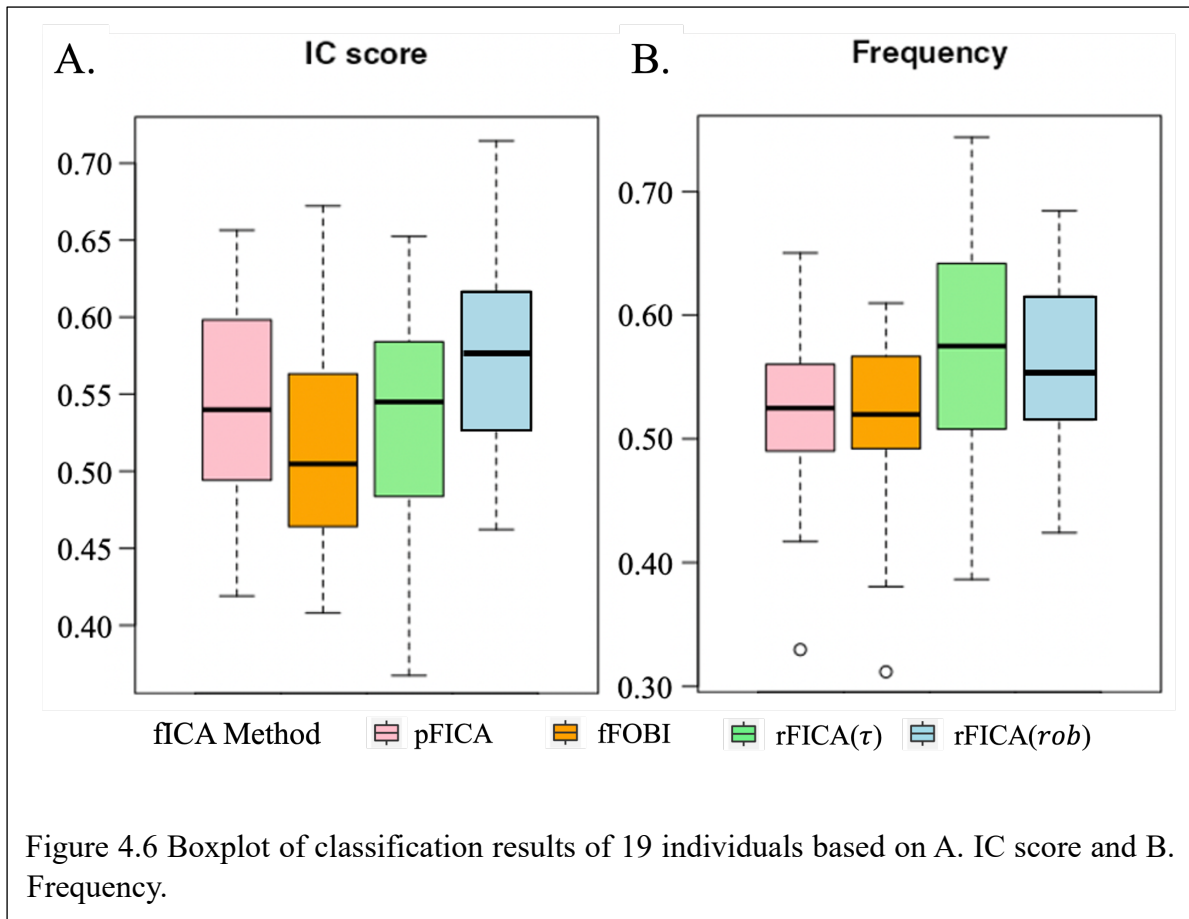 A.
IC score
0.70
0.65
0.60
0.55
0.50
0.45
0.40
B.
Frequency
0.70
0.60
0.50
0.40
0.30
fICA Method pFICA fFOBI rFICA(τ) rFICA(rob)
Figure 4.6 Boxplot of classification results of 19 individuals based on A. IC score and B.
Frequency.